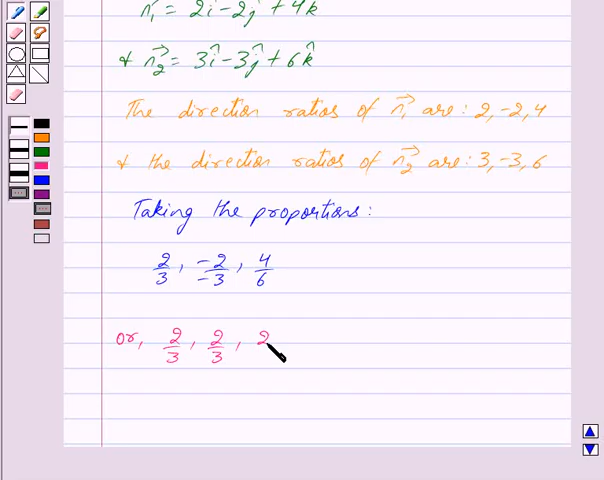 n₁⃗ = 2î - 2ĵ + 4k̂
& n₂⃗ = 3î - 3ĵ + 6k̂
The direction ratios of n₁⃗ are : 2, -2, 4
& the direction ratios of n₂⃗ are : 3, -3, 6
Taking the proportions :
2/3 , -2/-3 , 4/6
or, 2/3 , 2/3 , 2